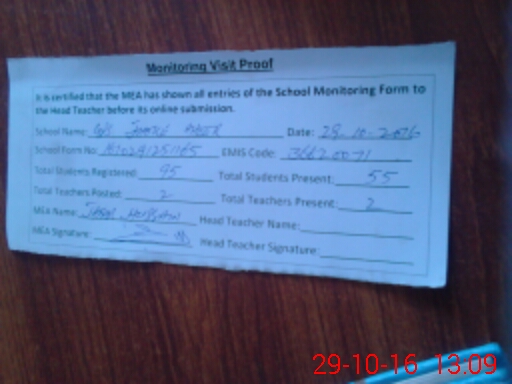 Monitoring Visit Proof
It is certified that the MEA has shown all entries of the School Monitoring Form to
the Head Teacher before its online submission.
School Name: Date: 29-10-2016
School Form No: EMIS Code:
Total Students Registered: 95 Total Students Present: 55
Total Teachers Posted: 2 Total Teachers Present: 2
MEA Name: Head Teacher Name:
MEA Signature: Head Teacher Signature:
29-10-16 13:09